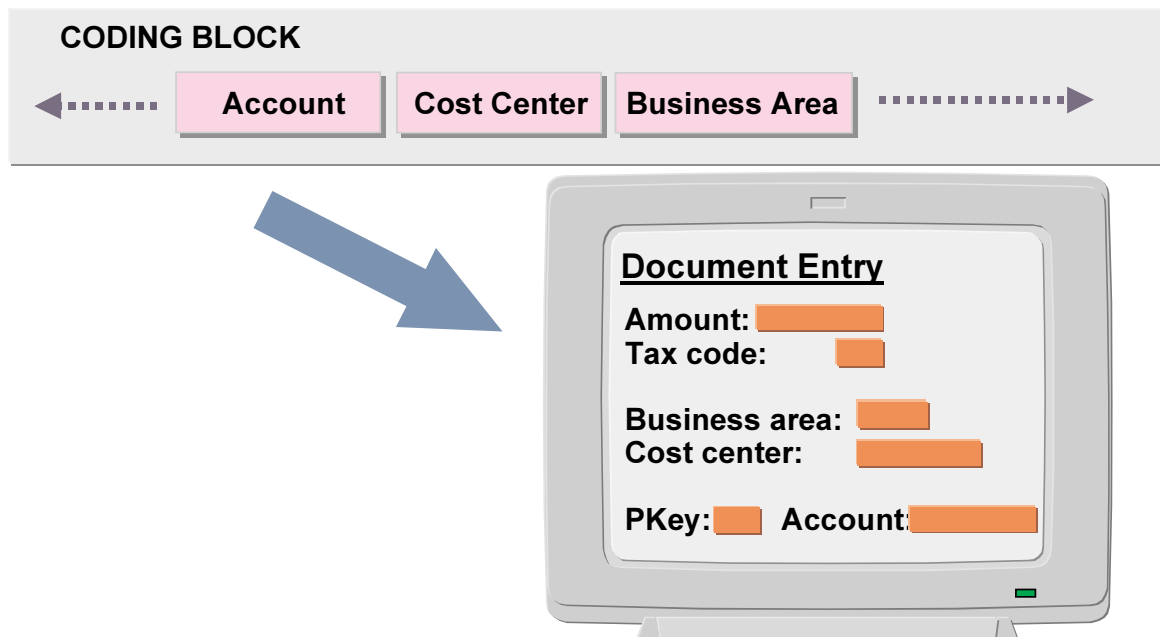 CODING BLOCK
Account Cost Center Business Area
Document Entry
Amount:
Tax code:
Business area:
Cost center:
PKey: Account: